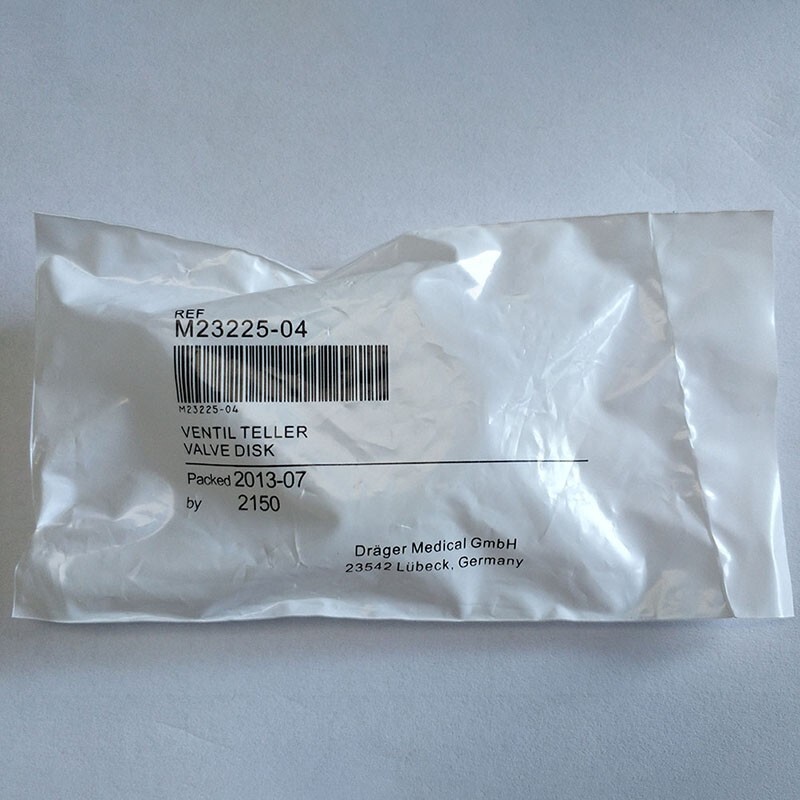 REF
M23225-04
M23225-04
VENTIL TELLER
VALVE DISK
Packed 2013-07
by 2150
Dräger Medical GmbH
23542 Lübeck, Germany